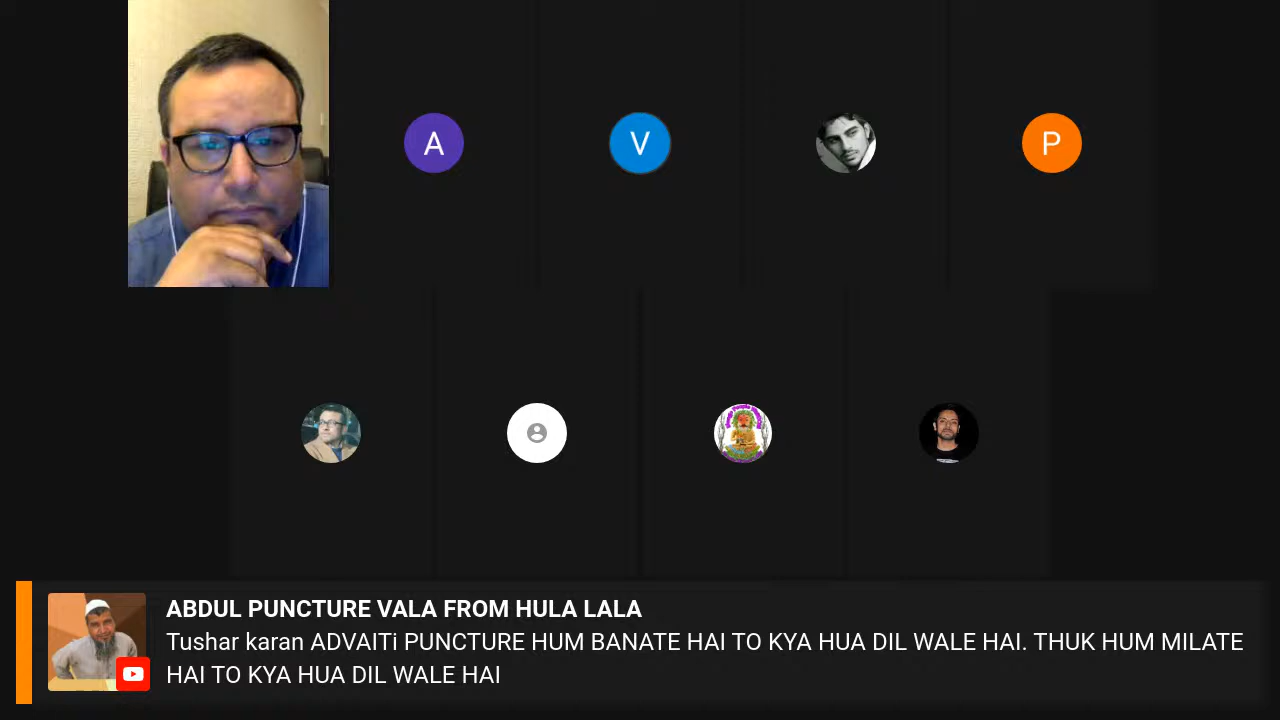 A
V
P
ABDUL PUNCTURE VALA FROM HULA LALA
Tushar karan ADVAITi PUNCTURE HUM BANATE HAI TO KYA HUA DIL WALE HAI. THUK HUM MILATE
HAI TO KYA HUA DIL WALE HAI